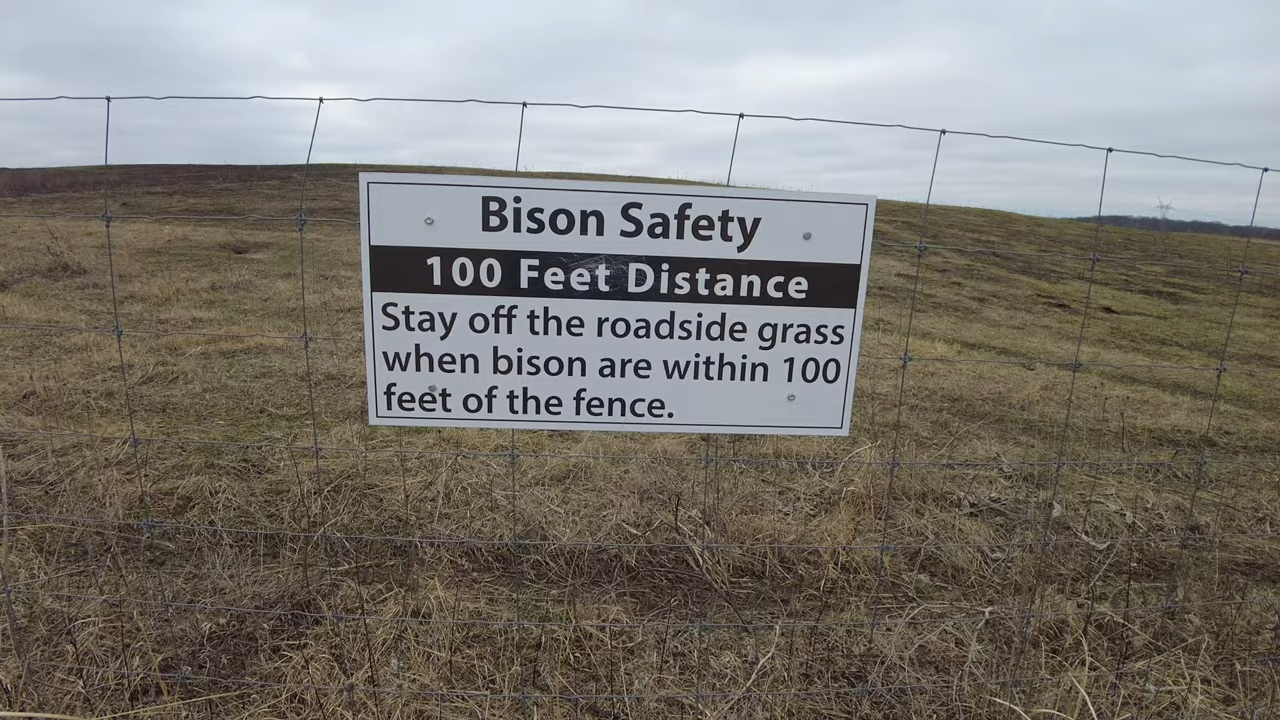 Bison Safety
100 Feet Distance
Stay off the roadside grass
when bison are within 100
feet of the fence.